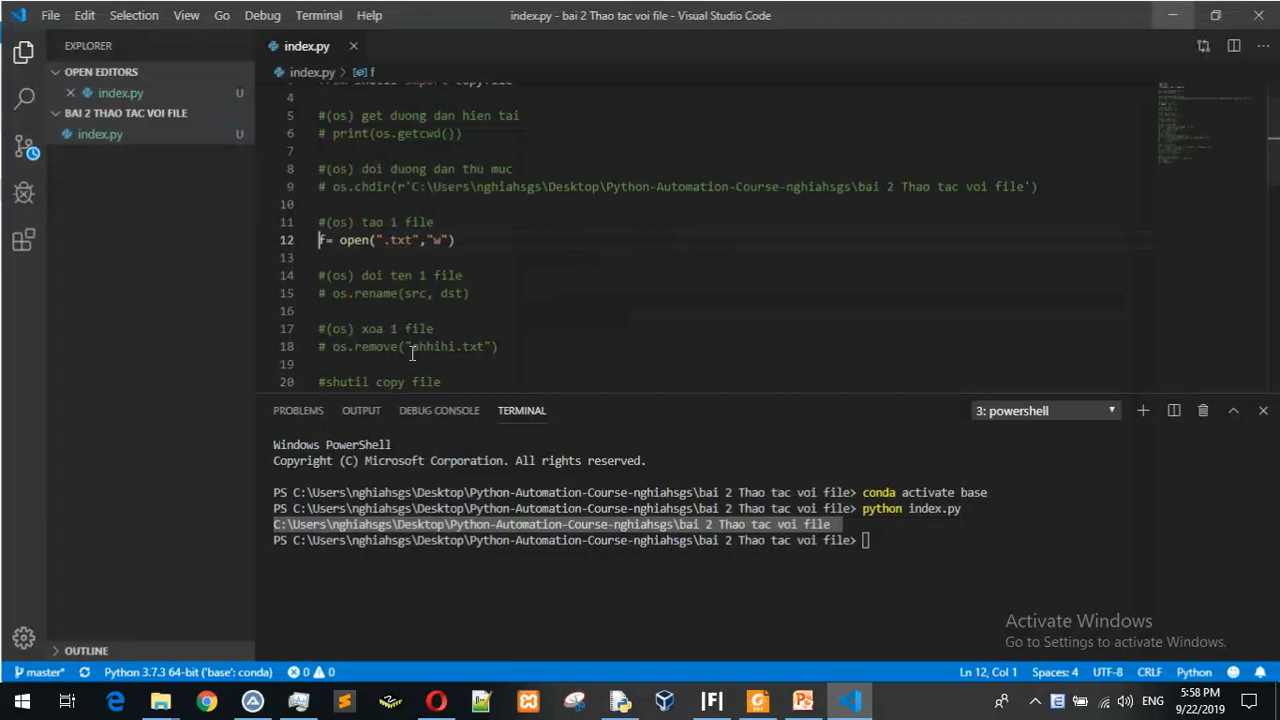 File Edit Selection View Go Debug Terminal Help
index.py - bai 2 Thao tac voi file - Visual Studio Code
EXPLORER
OPEN EDITORS
index.py U
BAI 2 THAO TAC VOI FILE
index.py U
index.py
index.py > f
4
5 #(os) get duong dan hien tai
6 # print(os.getcwd())
7
8 #(os) doi duong dan thu muc
9 # os.chdir(r'C:\Users\nghiahsgs\Desktop\Python-Automation-Course-nghiahsgs\bai 2 Thao tac voi file')
10
11 #(os) tao 1 file
12 f= open(".txt","w")
13
14 #(os) doi ten 1 file
15 # os.rename(src, dst)
16
17 #(os) xoa 1 file
18 # os.remove("ahhihi.txt")
19
20 #shutil copy file
PROBLEMS OUTPUT DEBUG CONSOLE TERMINAL
3: powershell
Windows PowerShell
Copyright (C) Microsoft Corporation. All rights reserved.
PS C:\Users\nghiahsgs\Desktop\Python-Automation-Course-nghiahsgs\bai 2 Thao tac voi file> conda activate base
PS C:\Users\nghiahsgs\Desktop\Python-Automation-Course-nghiahsgs\bai 2 Thao tac voi file> python index.py
C:\Users\nghiahsgs\Desktop\Python-Automation-Course-nghiahsgs\bai 2 Thao tac voi file
PS C:\Users\nghiahsgs\Desktop\Python-Automation-Course-nghiahsgs\bai 2 Thao tac voi file>
Activate Windows
Go to Settings to activate Windows.
OUTLINE
master* Python 3.7.3 64-bit ('base': conda) 0 0
Ln 12, Col 1 Spaces: 4 UTF-8 CRLF Python
ENG
5:58 PM
9/22/2019